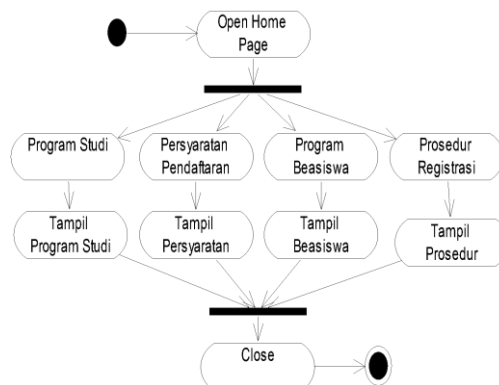 Open Home
Page
Program Studi
Persyaratan
Pendaftaran
Program
Beasiswa
Prosedur
Registrasi
Tampil
Program Studi
Tampil
Persyaratan
Tampil
Beasiswa
Tampil
Prosedur
Close